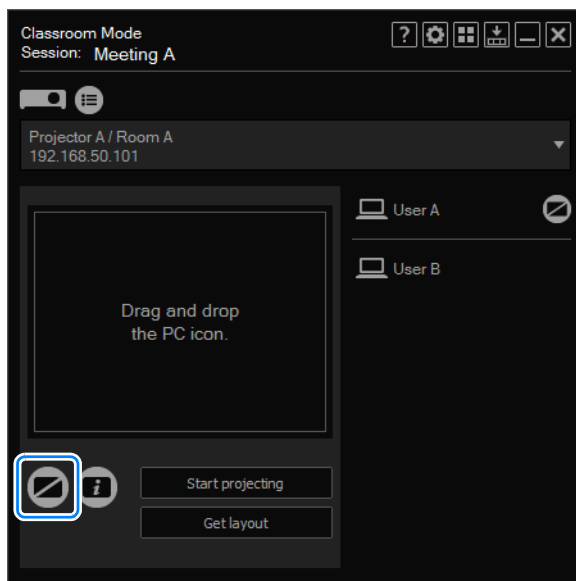 Classroom Mode
Session: Meeting A
?
Projector A / Room A
192.168.50.101
User A
User B
Drag and drop
the PC icon.
i
Start projecting
Get layout